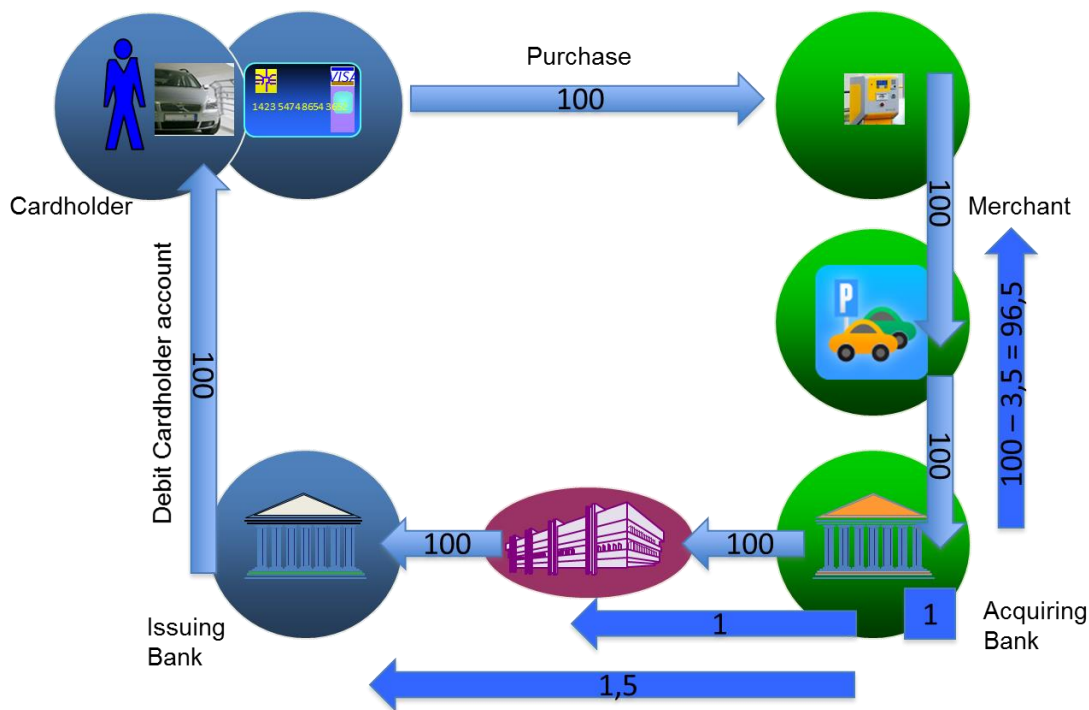 Purchase
100
VISA
1423 5474 8654
Cardholder
Merchant
100
P
Debit Cardholder account
100
100 – 3,5 = 96,5
100
100
100
Issuing
Bank
1
1
Acquiring
Bank
1,5